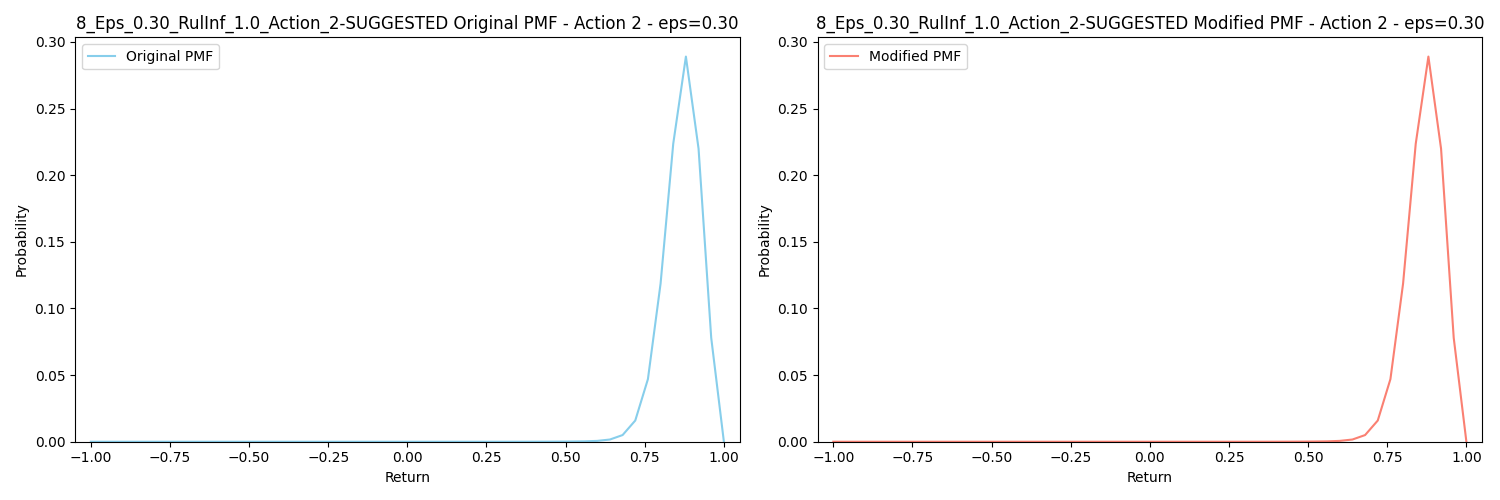 8_Eps_0.30_RulInf_1.0_Action_2-SUGGESTED Original PMF - Action 2 - eps=0.30
Original PMF
0.30
0.25
0.20
0.15
0.10
0.05
0.00
Probability
−1.00 −0.75 −0.50 −0.25 0.00 0.25 0.50 0.75 1.00
Return
8_Eps_0.30_RulInf_1.0_Action_2-SUGGESTED Modified PMF - Action 2 - eps=0.30
Modified PMF
0.30
0.25
0.20
0.15
0.10
0.05
0.00
Probability
−1.00 −0.75 −0.50 −0.25 0.00 0.25 0.50 0.75 1.00
Return